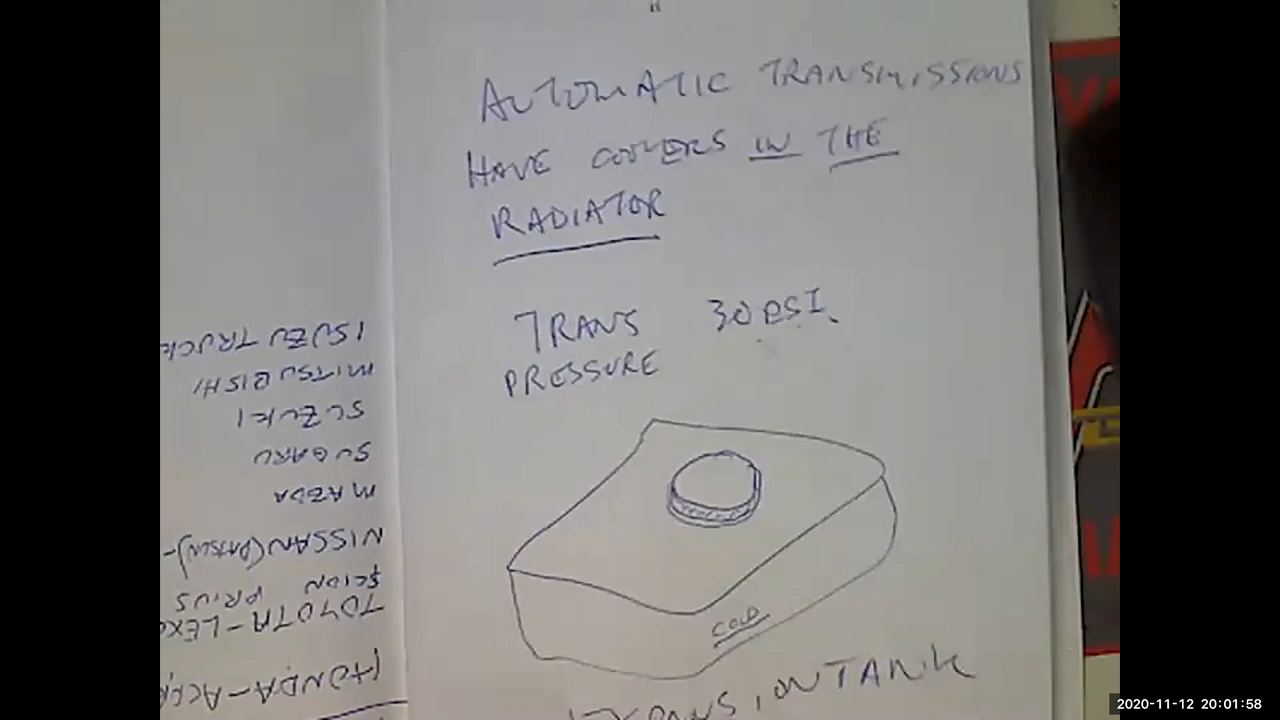 AUTOMATIC TRANSMISSIONS
HAVE COOLERS IN THE
RADIATOR
TRANS 30 PSI.
PRESSURE
COLD
EXPANSION TANK
HONDA-ACU
TOYOTA-LEXU
SCION PRIUS
NISSAN(DATSUN)-
MAZDA
SUBARU
SUZUKI
MITSUBISHI
ISUZU TRUCK
2020-11-12 20:01:58